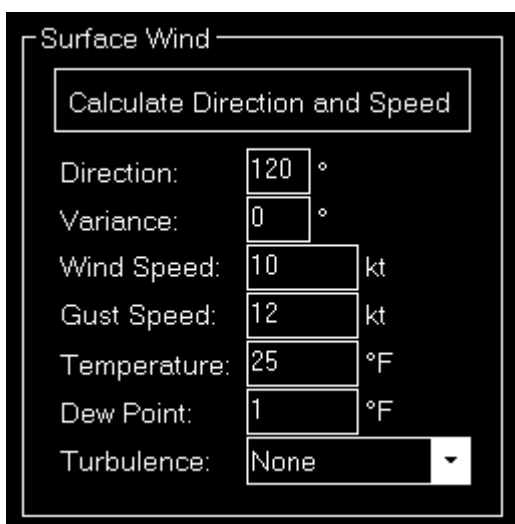 Surface Wind
Calculate Direction and Speed
Direction: 120 °
Variance: 0 °
Wind Speed: 10 kt
Gust Speed: 12 kt
Temperature: 25 °F
Dew Point: 1 °F
Turbulence: None